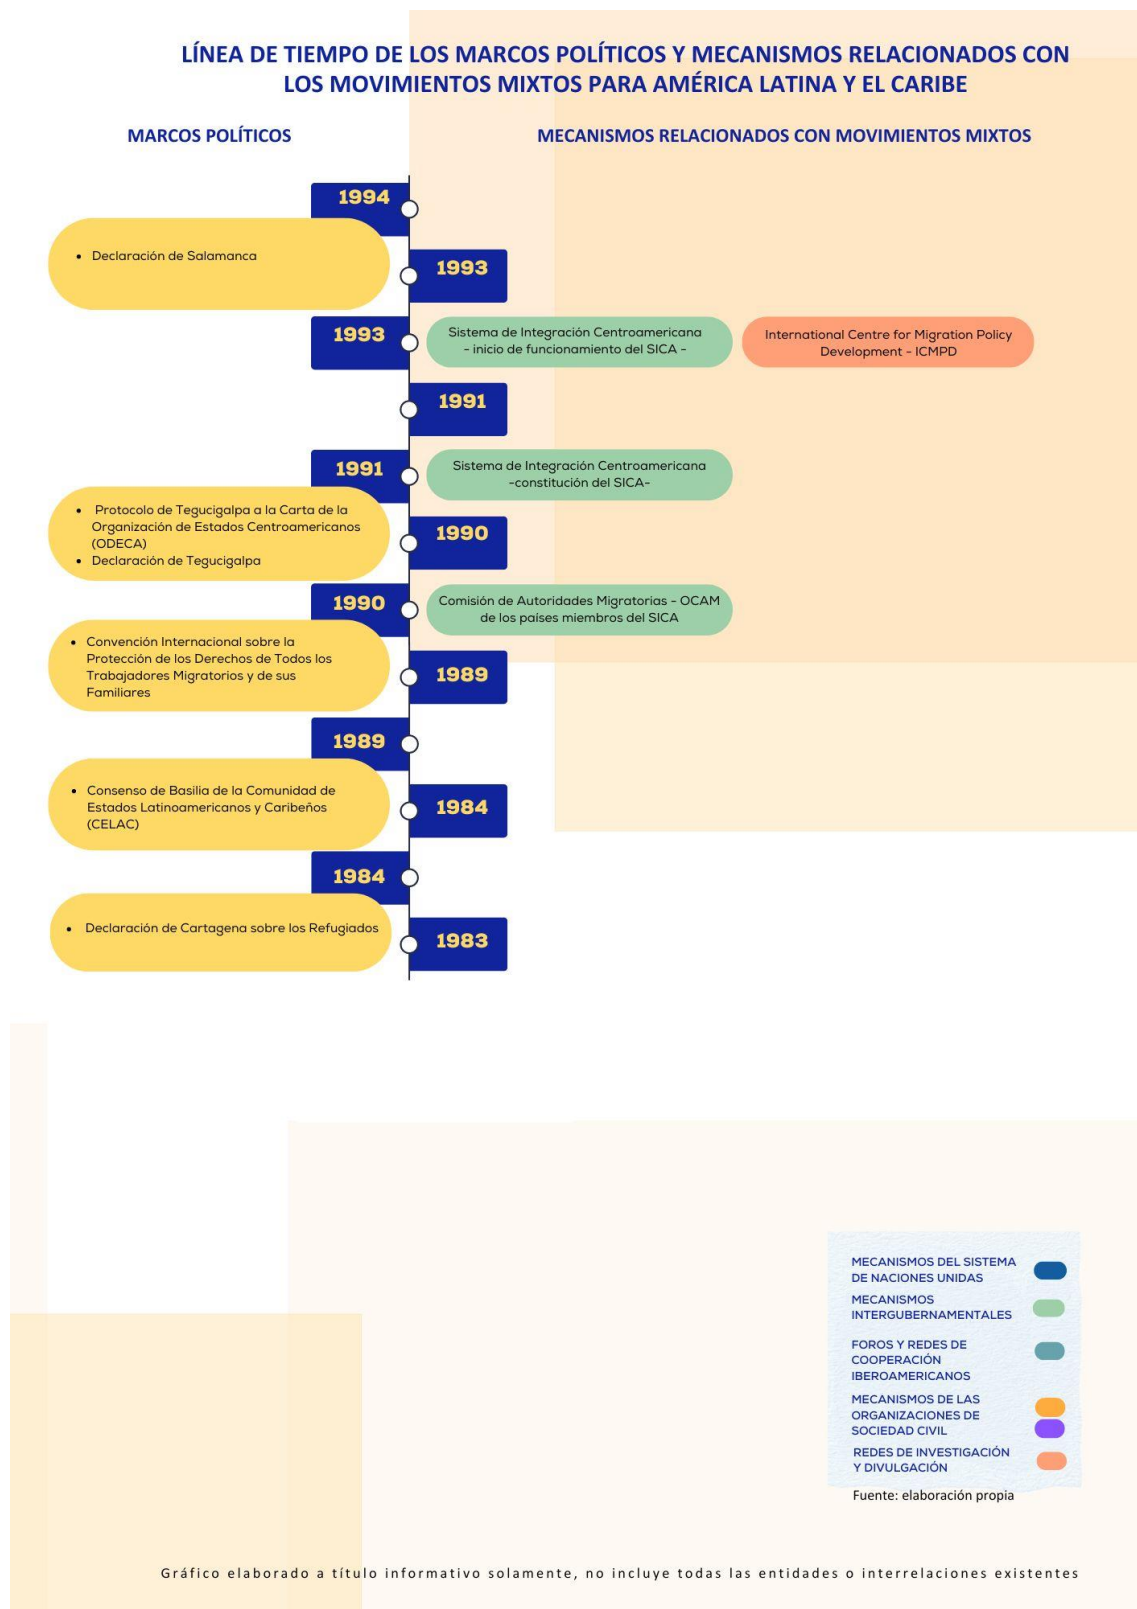 LÍNEA DE TIEMPO DE LOS MARCOS POLÍTICOS Y MECANISMOS RELACIONADOS CON
LOS MOVIMIENTOS MIXTOS PARA AMÉRICA LATINA Y EL CARIBE
MARCOS POLÍTICOS
MECANISMOS RELACIONADOS CON MOVIMIENTOS MIXTOS
1994
• Declaración de Salamanca
1993
1993
Sistema de Integración Centroamericana
- inicio de funcionamiento del SICA -
International Centre for Migration Policy
Development - ICMPD
1991
1991
Sistema de Integración Centroamericana
-constitución del SICA-
• Protocolo de Tegucigalpa a la Carta de la
Organización de Estados Centroamericanos
(ODECA)
• Declaración de Tegucigalpa
1990
1990
Comisión de Autoridades Migratorias - OCAM
de los países miembros del SICA
• Convención Internacional sobre la
Protección de los Derechos de Todos los
Trabajadores Migratorios y de sus
Familiares
1989
1989
• Consenso de Basilia de la Comunidad de
Estados Latinoamericanos y Caribeños
(CELAC)
1984
1984
• Declaración de Cartagena sobre los Refugiados
1983
MECANISMOS DEL SISTEMA
DE NACIONES UNIDAS
MECANISMOS
INTERGUBERNAMENTALES
FOROS Y REDES DE
COOPERACIÓN
IBEROAMERICANOS
MECANISMOS DE LAS
ORGANIZACIONES DE
SOCIEDAD CIVIL
REDES DE INVESTIGACIÓN
Y DIVULGACIÓN
Fuente: elaboración propia
Gráfico elaborado a título informativo solamente, no incluye todas las entidades o interrelaciones existentes